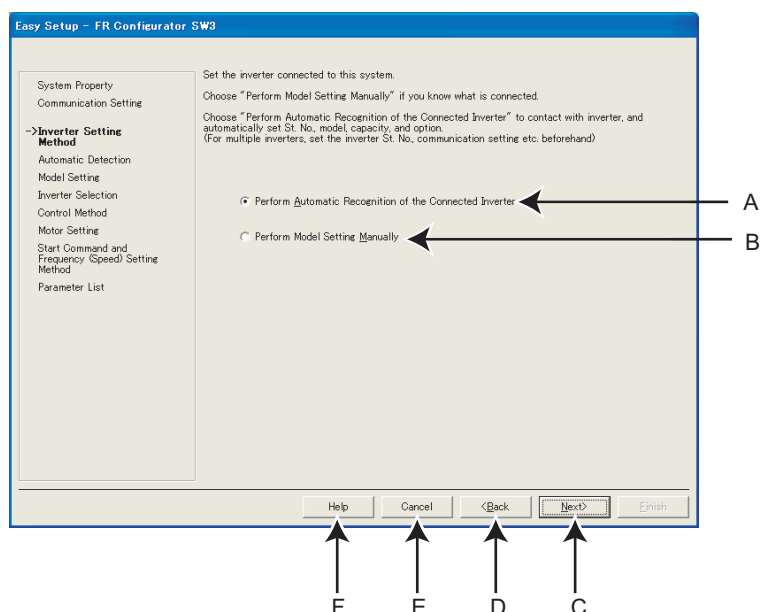 Easy Setup - FR Configurator SW3
System Property
Communication Setting
->Inverter Setting
Method
Automatic Detection
Model Setting
Inverter Selection
Control Method
Motor Setting
Start Command and
Frequency (Speed) Setting
Method
Parameter List
Set the inverter connected to this system.
Choose "Perform Model Setting Manually" if you know what is connected.
Choose "Perform Automatic Recognition of the Connected Inverter" to contact with inverter, and
automatically set St. No., model, capacity, and option.
(For multiple inverters, set the inverter St. No., communication setting etc. beforehand)
Perform Automatic Recognition of the Connected Inverter
A
Perform Model Setting Manually
B
Help Cancel <Back Next> Finish
F E D C